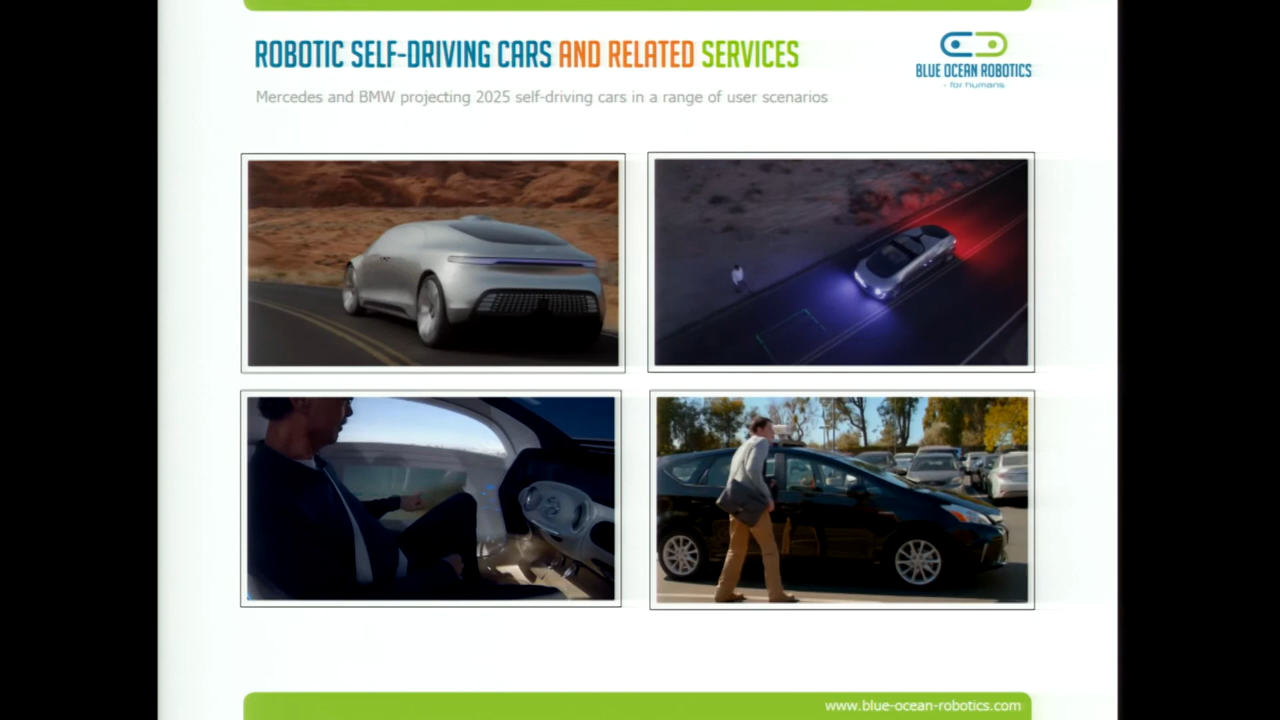 ROBOTIC SELF-DRIVING CARS AND RELATED SERVICES
BLUE OCEAN ROBOTICS
- for humans
Mercedes and BMW projecting 2025 self-driving cars in a range of user scenarios
www.blue-ocean-robotics.com